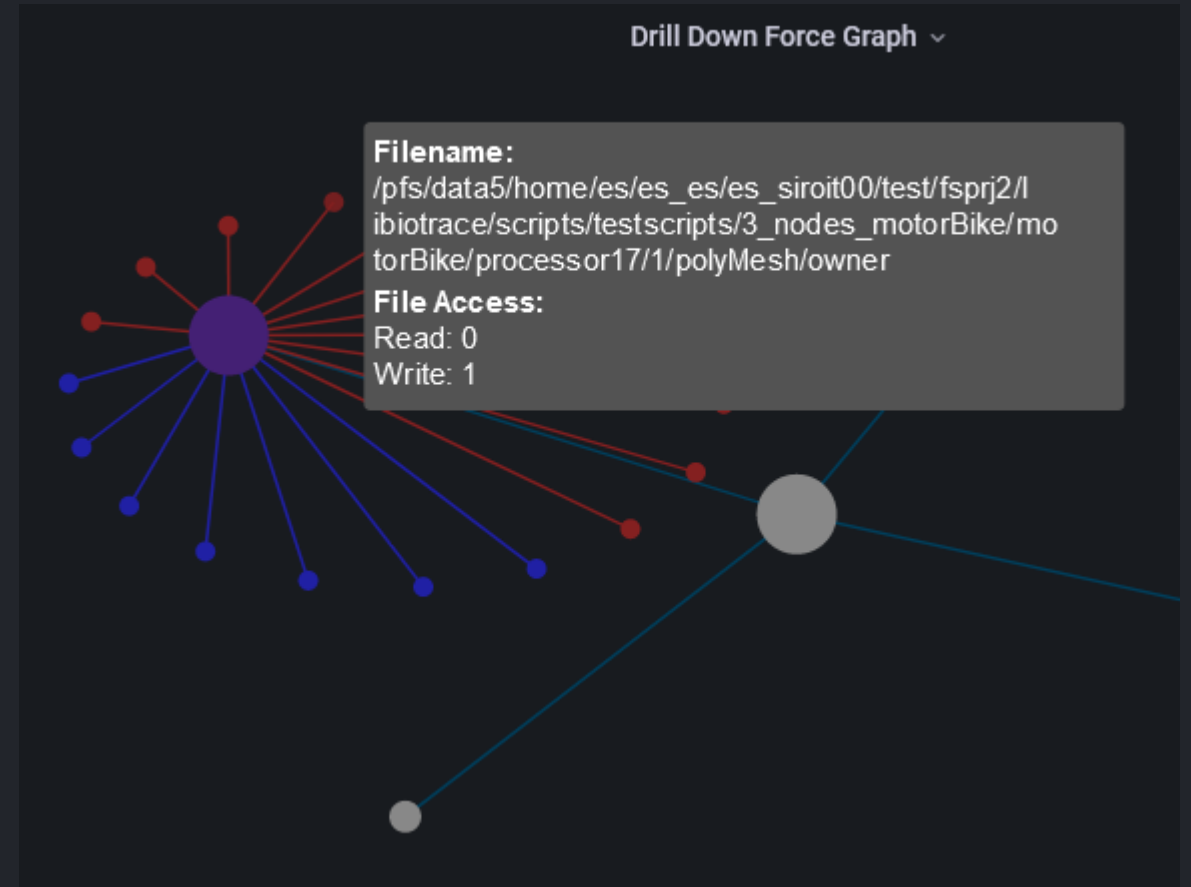 Drill Down Force Graph
Filename:
/pfs/data5/home/es/es_es/es_siroit00/test/fsprj2/l
ibiotrace/scripts/testscripts/3_nodes_motorBike/mo
torBike/processor17/1/polyMesh/owner
File Access:
Read: 0
Write: 1